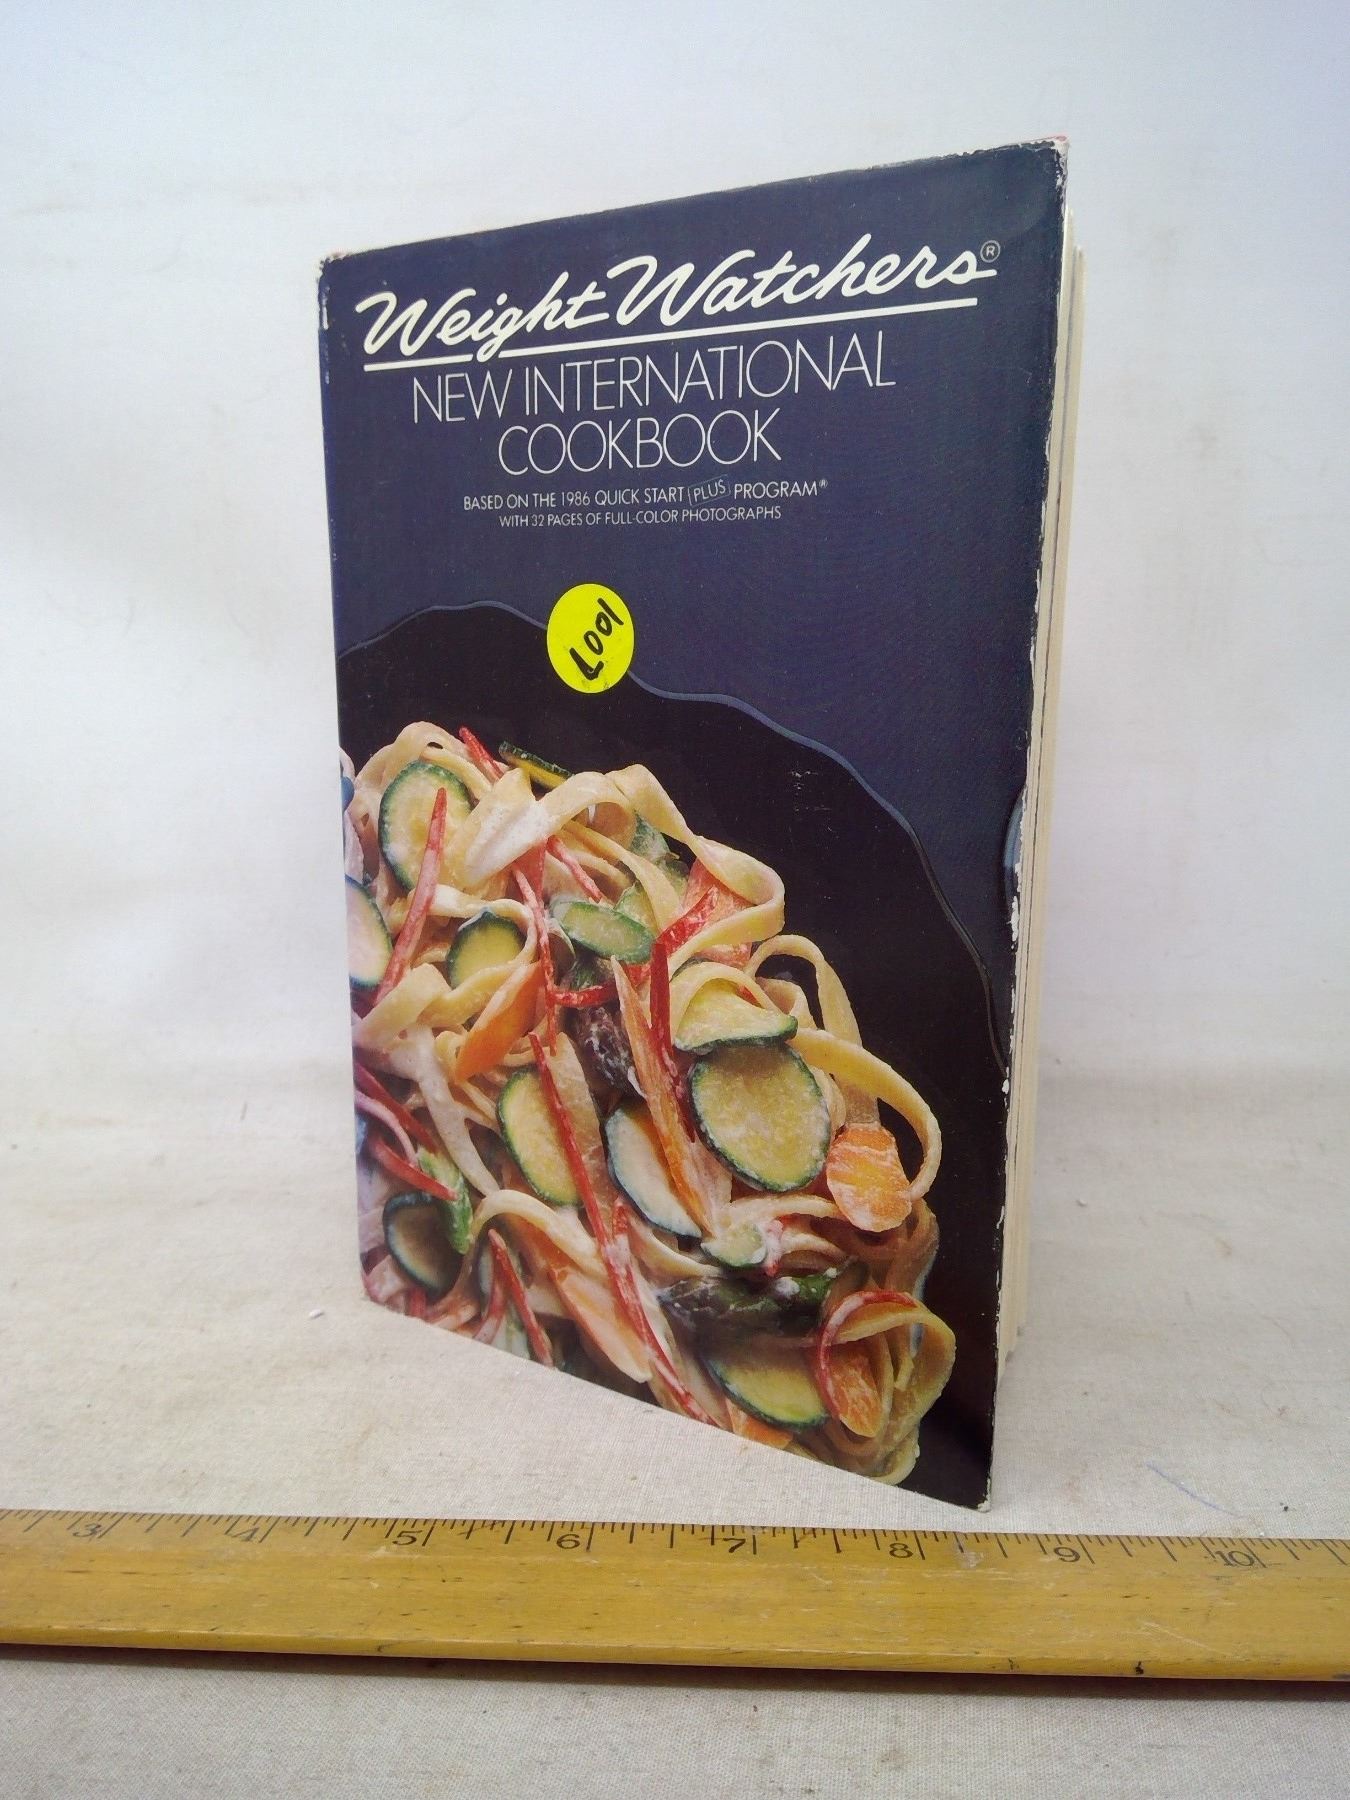 Weight Watchers®
NEW INTERNATIONAL
COOKBOOK
BASED ON THE 1986 QUICK START PLUS PROGRAM®
WITH 32 PAGES OF FULL-COLOR PHOTOGRAPHS
L001
3 4 5 6 7 8 9 10